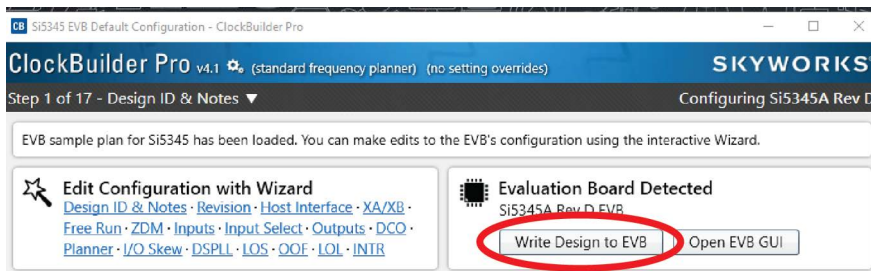 CB Si5345 EVB Default Configuration - ClockBuilder Pro
ClockBuilder Pro v4.1 (standard frequency planner) (no setting overrides) SKYWORKS
Step 1 of 17 - Design ID & Notes ▼ Configuring Si5345A Rev D
EVB sample plan for Si5345 has been loaded. You can make edits to the EVB's configuration using the interactive Wizard.
Edit Configuration with Wizard
Design ID & Notes · Revision · Host Interface · XA/XB ·
Free Run · ZDM · Inputs · Input Select · Outputs · DCO ·
Planner · I/O Skew · DSPLL · LOS · OOF · LOL · INTR
Evaluation Board Detected
Si5345A Rev D EVB
Write Design to EVB Open EVB GUI